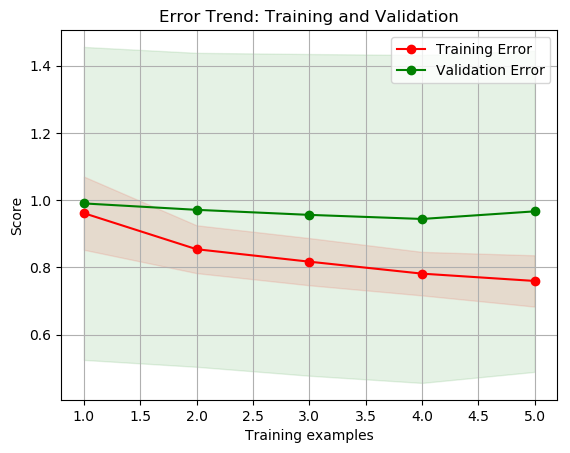 Error Trend: Training and Validation
Training Error
Validation Error
1.4
1.2
1.0
0.8
0.6
Score
1.0
1.5
2.0
2.5
3.0
3.5
4.0
4.5
5.0
Training examples